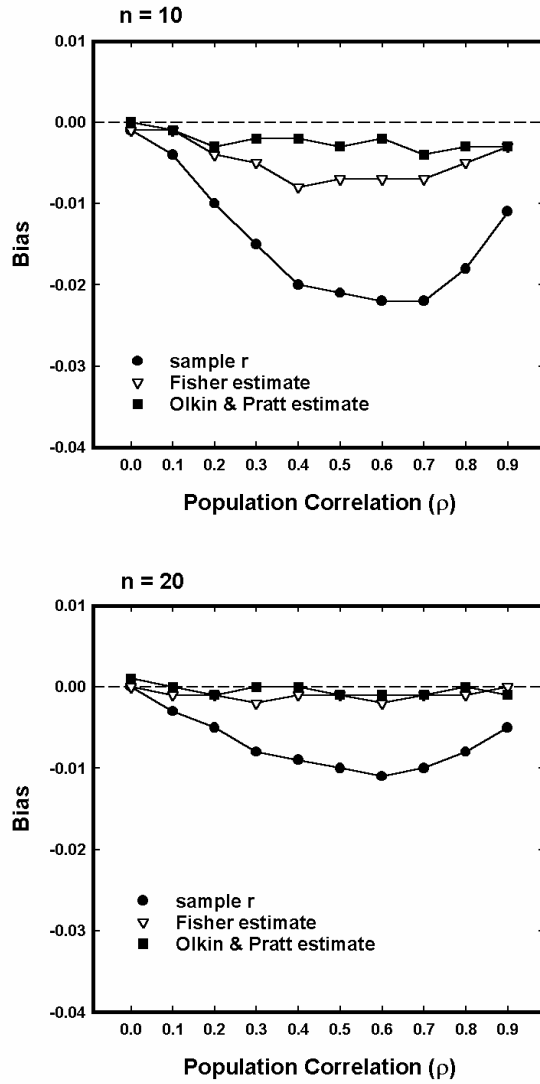 n = 10
0.01
0.00
-0.01
-0.02
-0.03
-0.04
Bias
sample r
Fisher estimate
Olkin & Pratt estimate
0.0 0.1 0.2 0.3 0.4 0.5 0.6 0.7 0.8 0.9
Population Correlation (ρ)
n = 20
0.01
0.00
-0.01
-0.02
-0.03
-0.04
Bias
sample r
Fisher estimate
Olkin & Pratt estimate
0.0 0.1 0.2 0.3 0.4 0.5 0.6 0.7 0.8 0.9
Population Correlation (ρ)